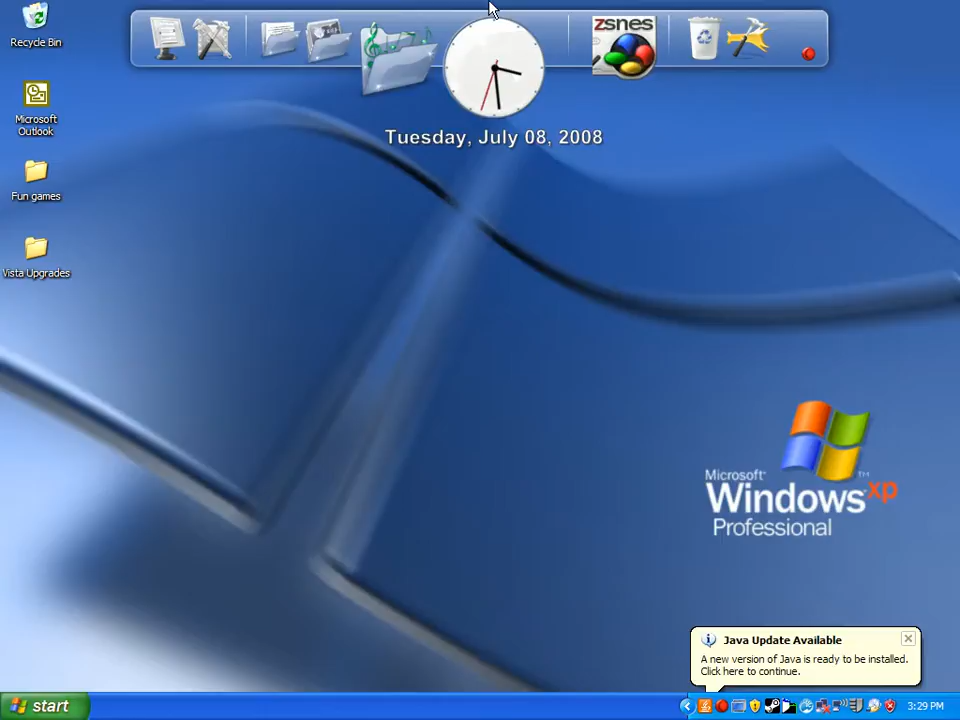 Recycle Bin
Microsoft
Outlook
Fun games
Vista Upgrades
ZSNES
Tuesday, July 08, 2008
Microsoft®
Windows xp
TM
Professional
Java Update Available
A new version of Java is ready to be installed.
Click here to continue.
start
3:29 PM